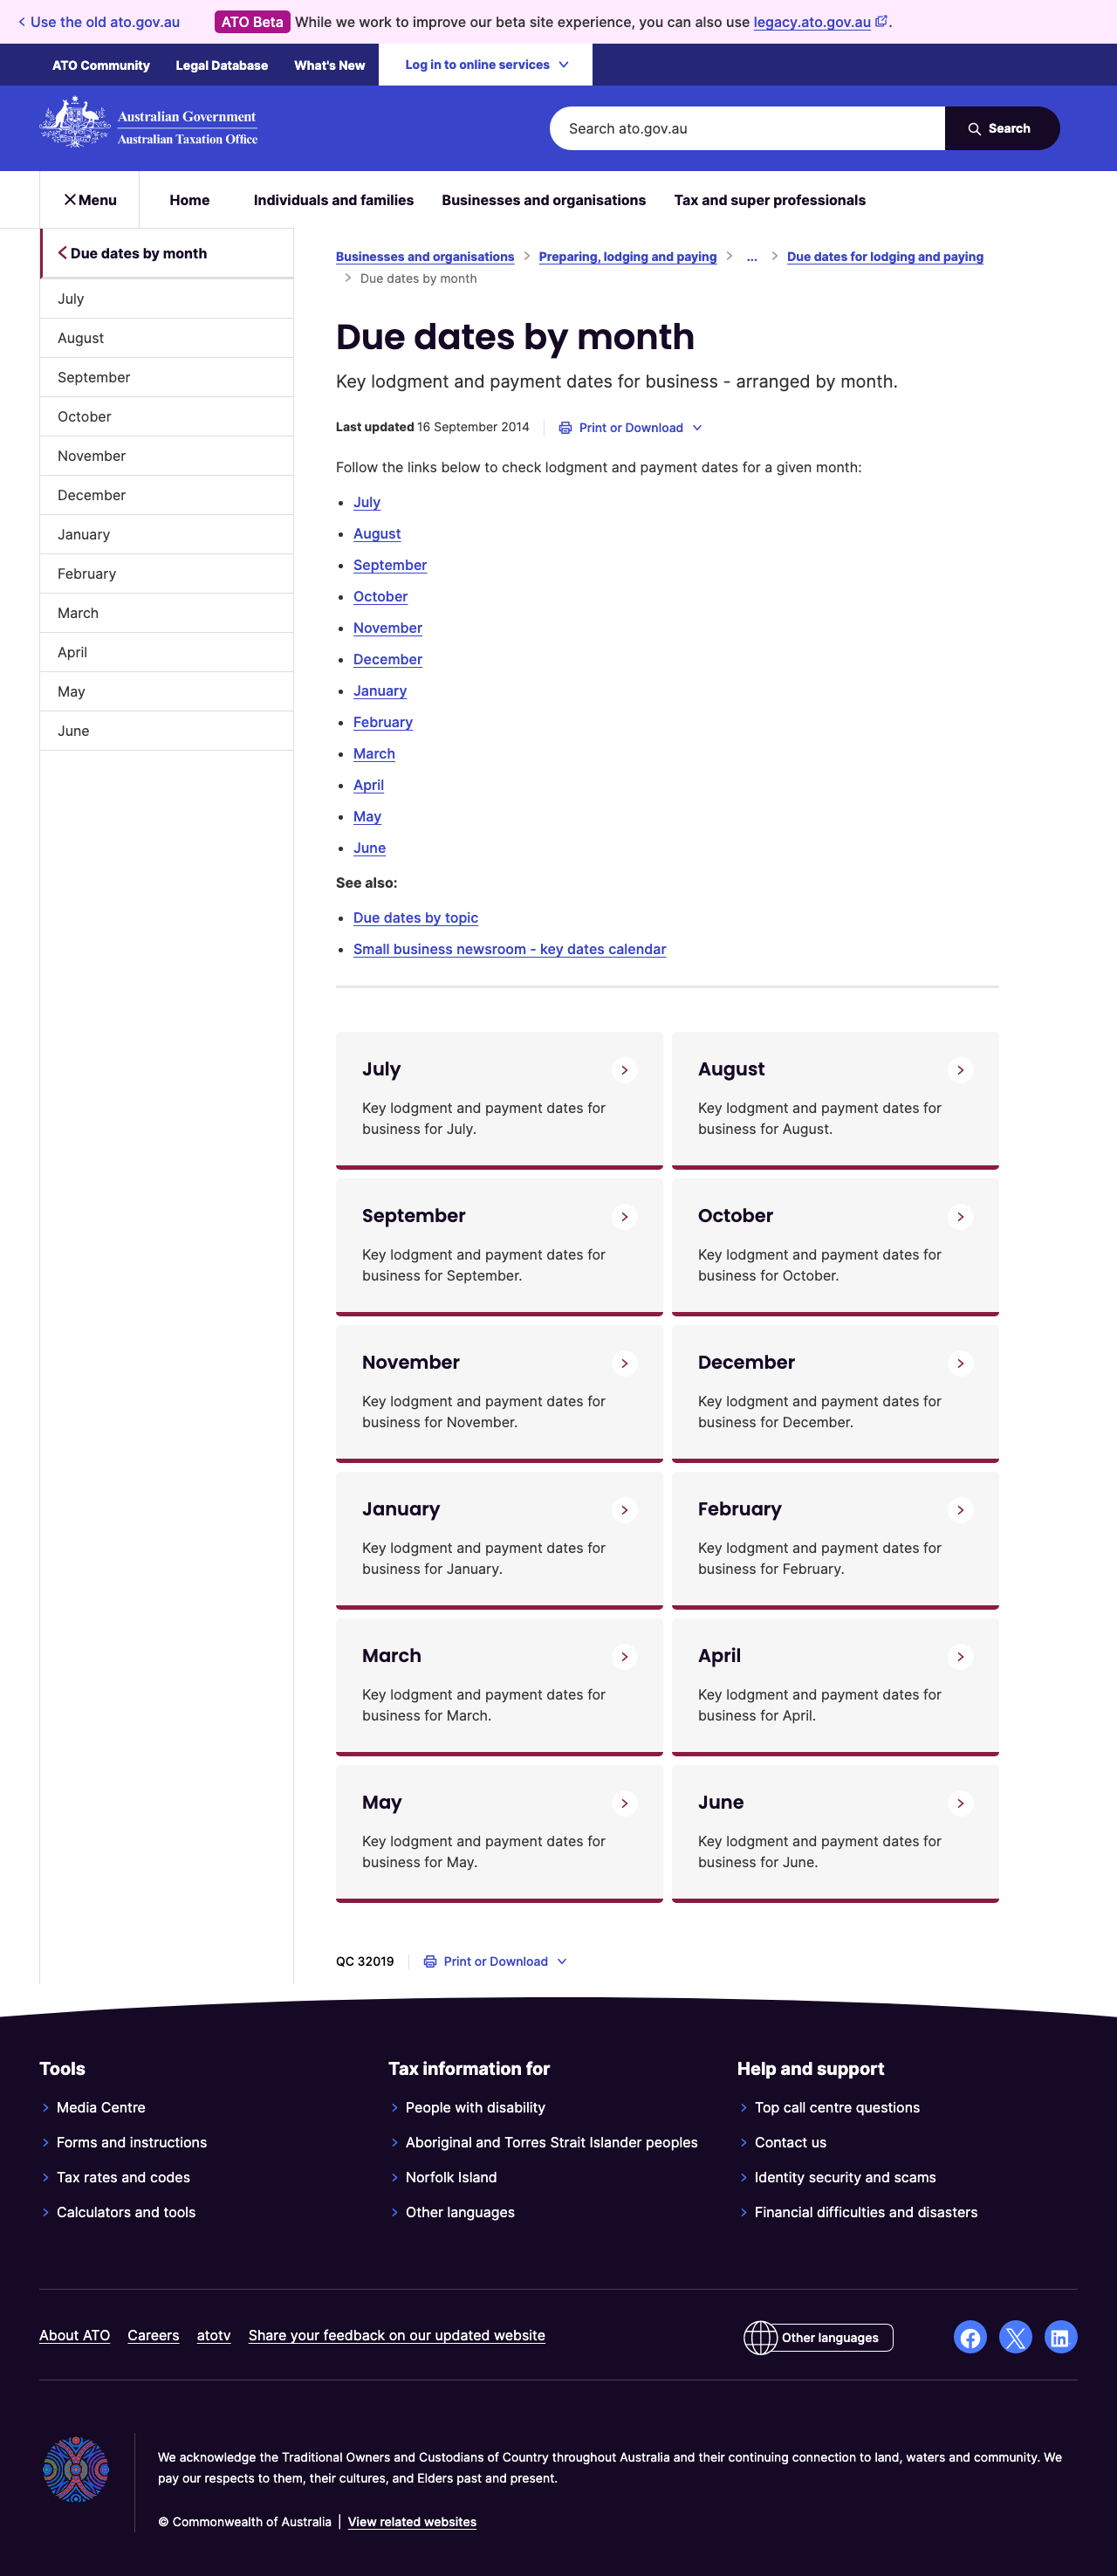 Use the old ato.gov.au
ATO Beta While we work to improve our beta site experience, you can also use legacy.ato.gov.au.
ATO Community Legal Database What's New Log in to online services
Australian Government
Australian Taxation Office
Search ato.gov.au Search
Menu Home Individuals and families Businesses and organisations Tax and super professionals
Due dates by month
July
August
September
October
November
December
January
February
March
April
May
June
Businesses and organisations Preparing, lodging and paying ... Due dates for lodging and paying
Due dates by month
Due dates by month
Key lodgment and payment dates for business - arranged by month.
Last updated 16 September 2014 Print or Download
Follow the links below to check lodgment and payment dates for a given month:
• July
• August
• September
• October
• November
• December
• January
• February
• March
• April
• May
• June
See also:
• Due dates by topic
• Small business newsroom - key dates calendar
July
Key lodgment and payment dates for
business for July.
August
Key lodgment and payment dates for
business for August.
September
Key lodgment and payment dates for
business for September.
October
Key lodgment and payment dates for
business for October.
November
Key lodgment and payment dates for
business for November.
December
Key lodgment and payment dates for
business for December.
January
Key lodgment and payment dates for
business for January.
February
Key lodgment and payment dates for
business for February.
March
Key lodgment and payment dates for
business for March.
April
Key lodgment and payment dates for
business for April.
May
Key lodgment and payment dates for
business for May.
June
Key lodgment and payment dates for
business for June.
QC 32019 Print or Download
Tools
Media Centre
Forms and instructions
Tax rates and codes
Calculators and tools
Tax information for
People with disability
Aboriginal and Torres Strait Islander peoples
Norfolk Island
Other languages
Help and support
Top call centre questions
Contact us
Identity security and scams
Financial difficulties and disasters
About ATO Careers atotv Share your feedback on our updated website Other languages
We acknowledge the Traditional Owners and Custodians of Country throughout Australia and their continuing connection to land, waters and community. We
pay our respects to them, their cultures, and Elders past and present.
© Commonwealth of Australia | View related websites